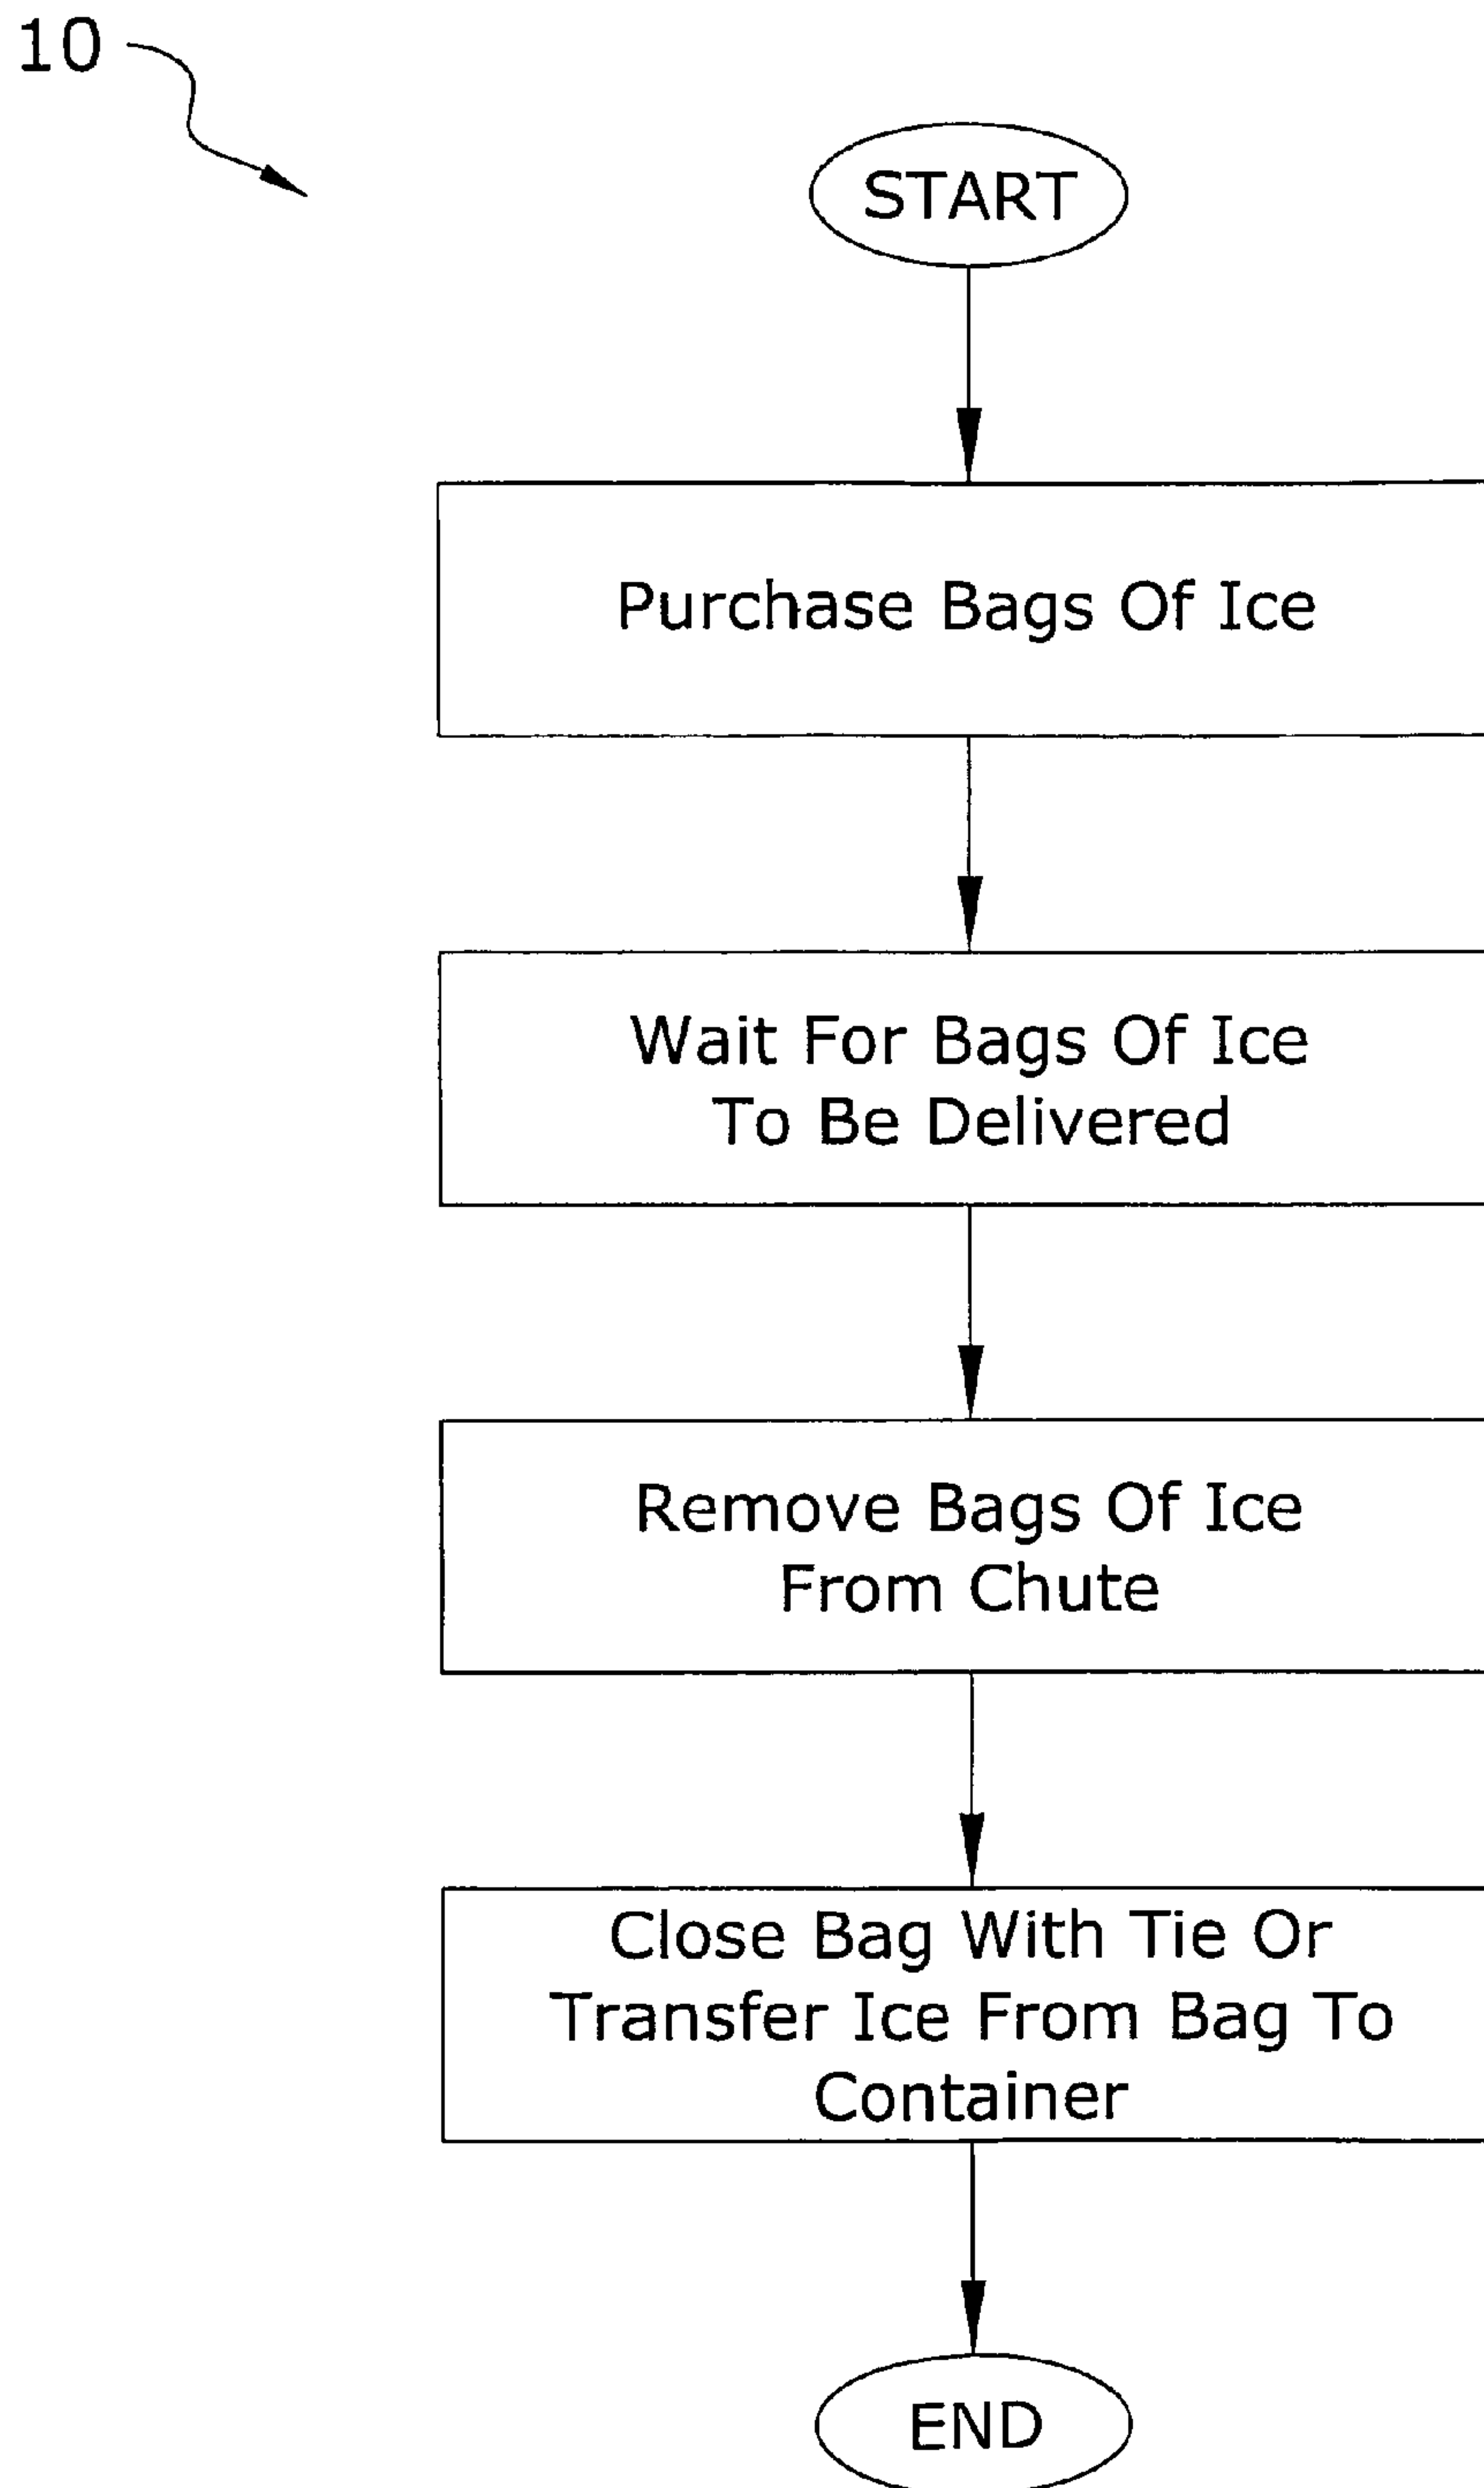 10
START
Purchase Bags Of Ice
Wait For Bags Of Ice
To Be Delivered
Remove Bags Of Ice
From Chute
Close Bag With Tie Or
Transfer Ice From Bag To
Container
END